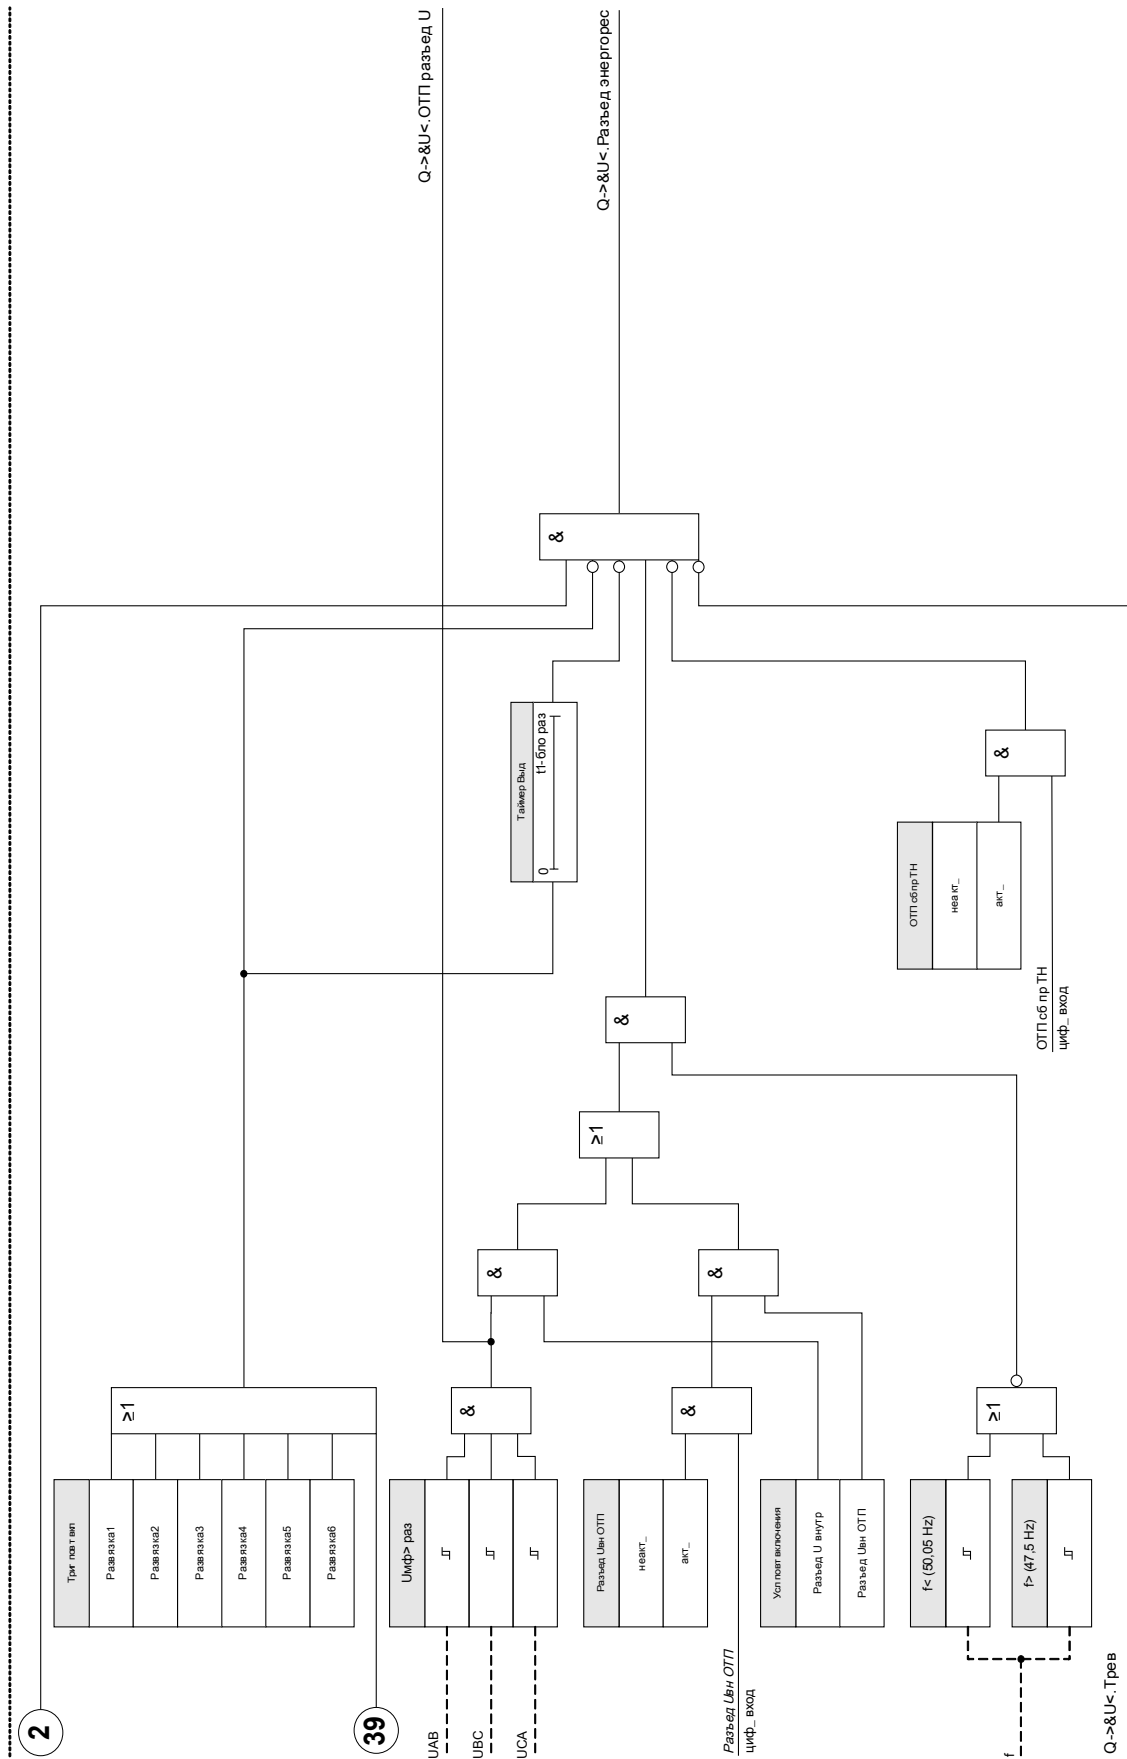 2
Триг повт вкл
Развязка1
Развязка2
Развязка3
Развязка4
Развязка5
Развязка6
39
≥1
Таймер Выд
0
t1-бло раз
&
Q->&U<.ОТП разъед U
Q->&U<.Разъед энергорес
UAB
UBC
UCA
Uмф> раз
&
&
Разъед Uвн ОТП
неакт_
акт_
Разъед Uвн ОТП
циф_ вход
&
&
≥1
&
Усл повт включения
Разъед U внутр
Разъед Uвн ОТП
f
f< (50,05 Hz)
f> (47,5 Hz)
≥1
ОТП сб пр ТН
неакт_
акт_
ОТП сб пр ТН
циф_ вход
&
Q->&U<.Трев